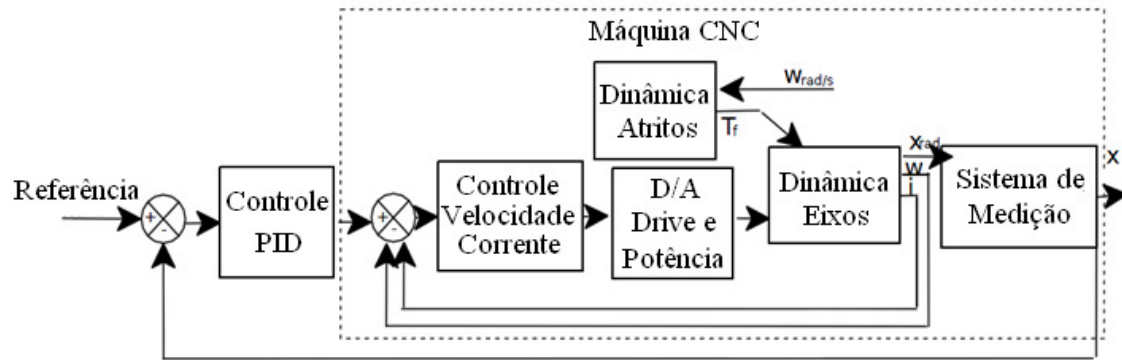 Máquina CNC
Dinâmica
Atritos
Wrad/s
Tf
Referência
+
-
Controle
PID
+
-
Controle
Velocidade
Corrente
D/A
Drive e
Potência
Dinâmica
Eixos
xrad
w
i
Sistema de
Medição
x